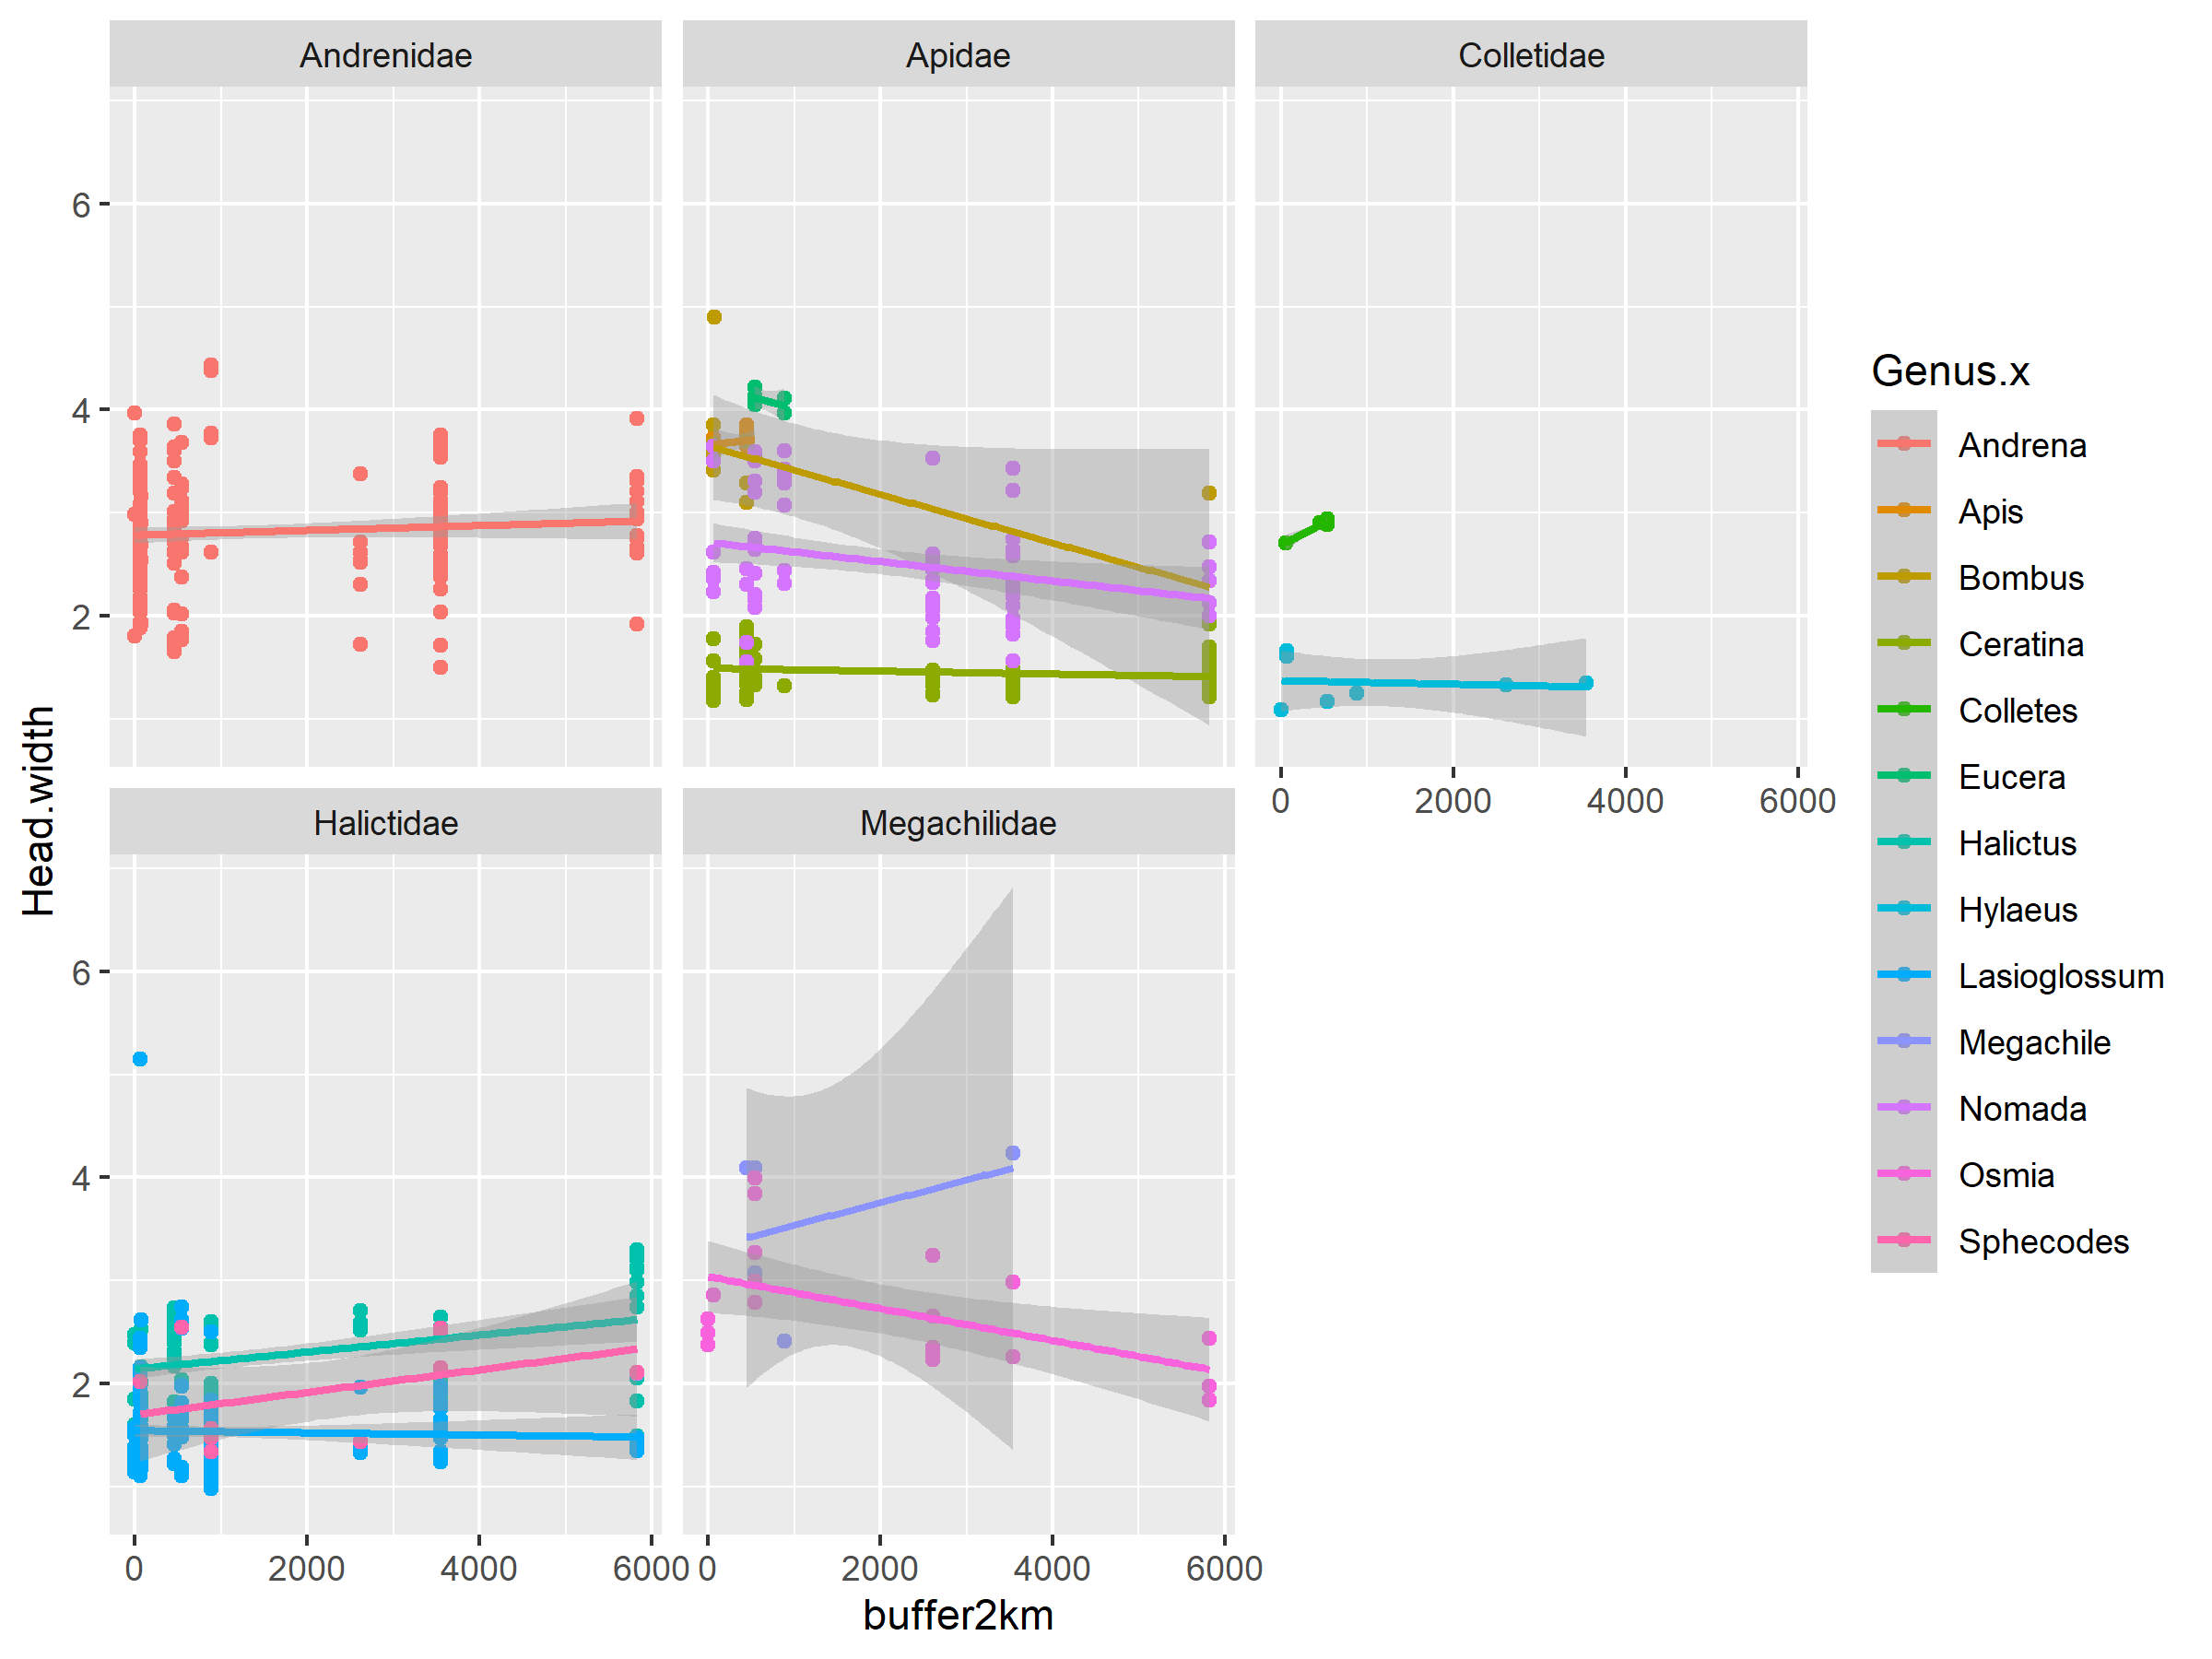 Andrenidae
Apidae
Colletidae
6
4
2
0 2000 4000 6000
Halictidae
Megachilidae
6
4
2
0 2000 4000 6000
0 2000 4000 6000
Head.width
buffer2km
Genus.x
Andrena
Apis
Bombus
Ceratina
Colletes
Eucera
Halictus
Hylaeus
Lasioglossum
Megachile
Nomada
Osmia
Sphecodes